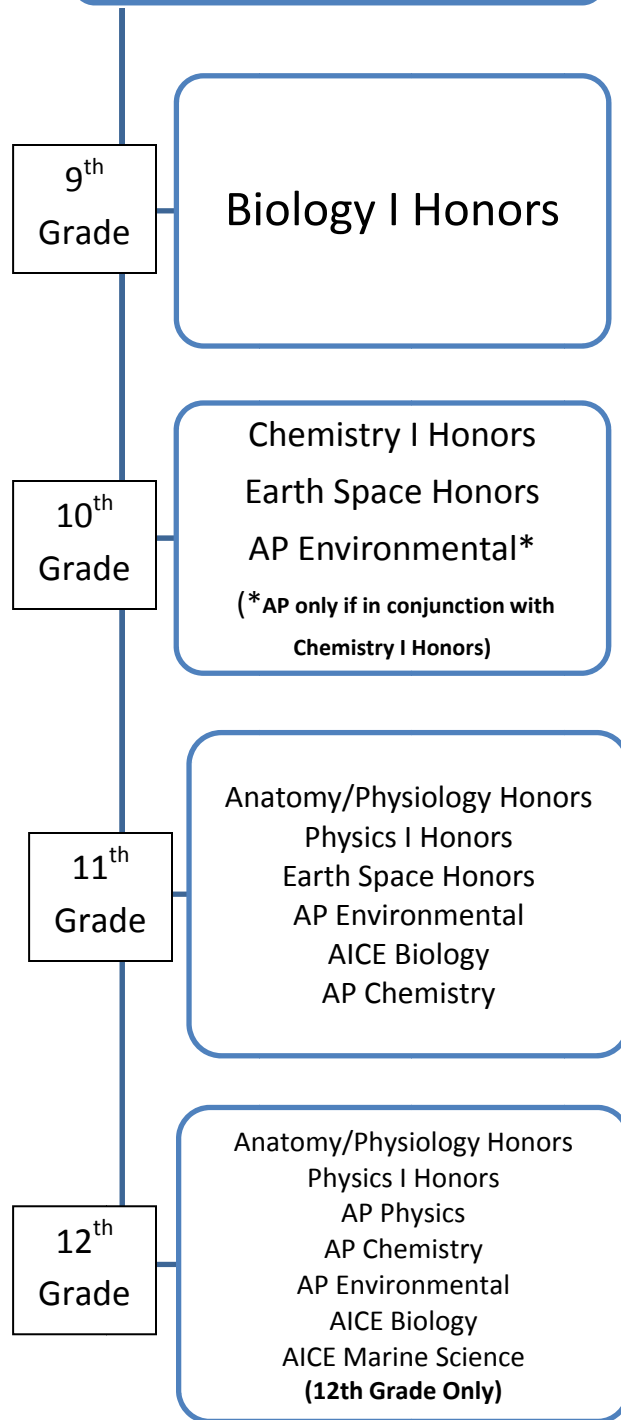 9th
Grade
Biology I Honors
10th
Grade
Chemistry I Honors
Earth Space Honors
AP Environmental*
(*AP only if in conjunction with
Chemistry I Honors)
11th
Grade
Anatomy/Physiology Honors
Physics I Honors
Earth Space Honors
AP Environmental
AICE Biology
AP Chemistry
12th
Grade
Anatomy/Physiology Honors
Physics I Honors
AP Physics
AP Chemistry
AP Environmental
AICE Biology
AICE Marine Science
(12th Grade Only)